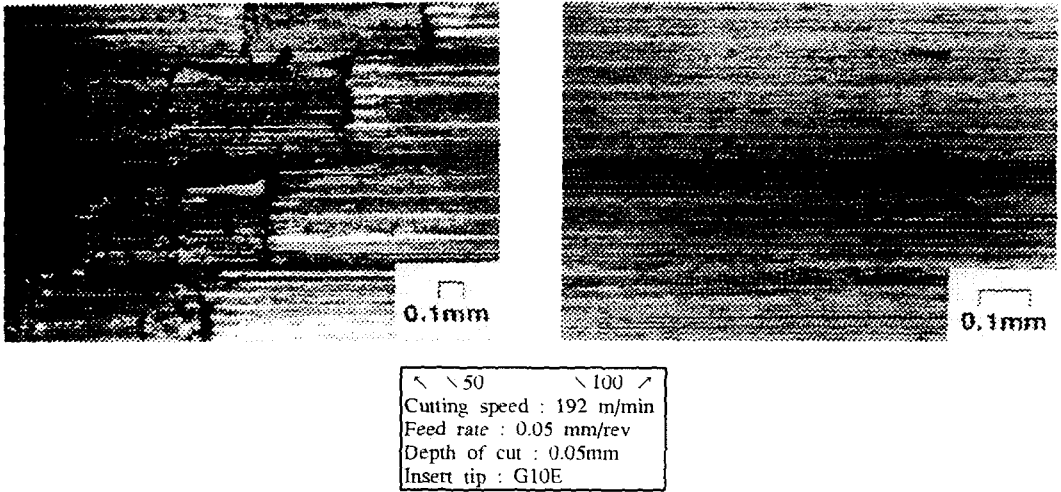 0.1mm
0.1mm
↖ ↖50 ↖100 ↗
Cutting speed : 192 m/min
Feed rate : 0.05 mm/rev
Depth of cut : 0.05mm
Insert tip : G10E